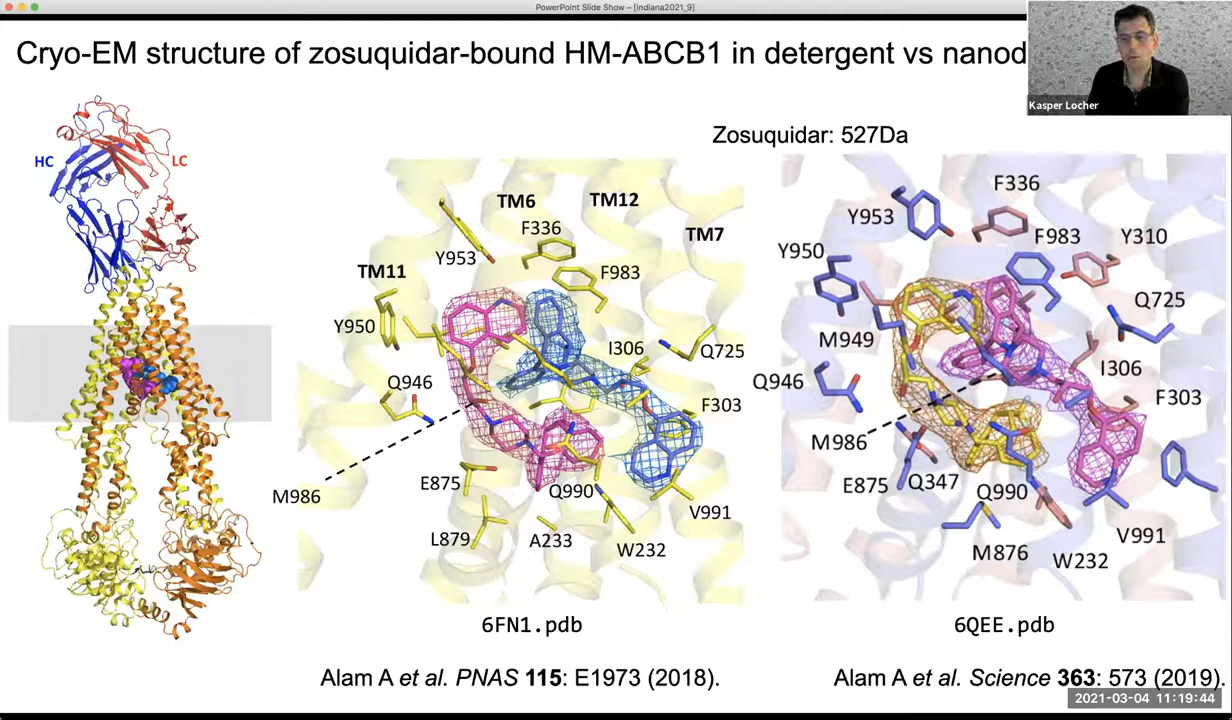 PowerPoint Slide Show – [indiana2021_9]
Cryo-EM structure of zosuquidar-bound HM-ABCB1 in detergent vs nanod
Kasper Locher
Zosuquidar: 527Da
HC
LC
TM6
TM12
TM7
TM11
Y953
F336
F983
Y950
Q946
I306
Q725
F303
M986
E875
Q990
V991
L879
A233
W232
6FN1.pdb
Alam A et al. PNAS 115: E1973 (2018).
Y953
F336
Y950
F983
Y310
Q725
M949
Q946
I306
F303
M986
E875
Q347
Q990
V991
M876
W232
6QEE.pdb
Alam A et al. Science 363: 573 (2019).
2021-03-04 11:19:44